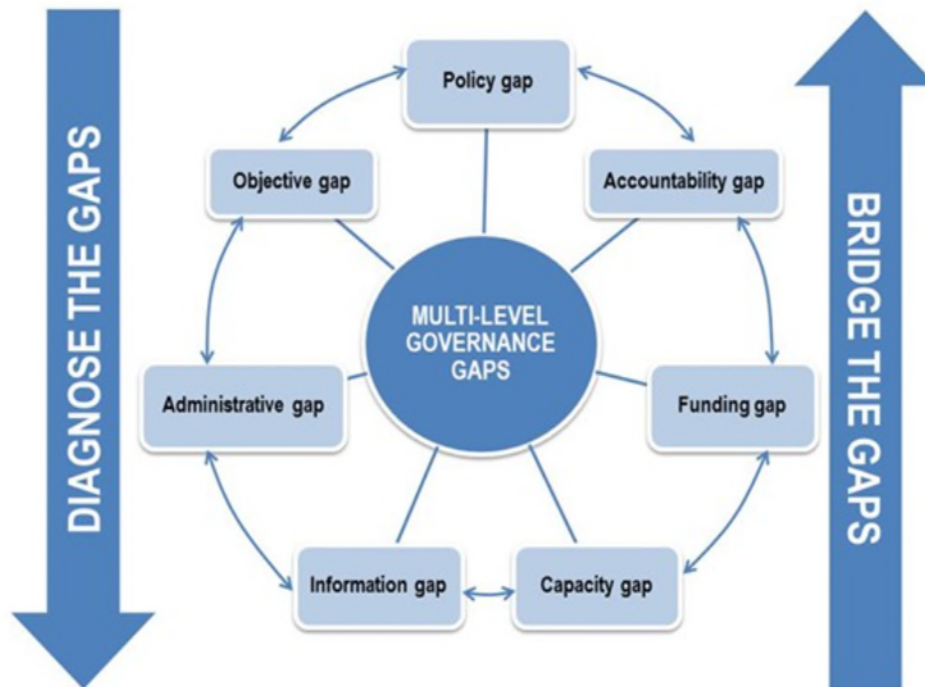 DIAGNOSE THE GAPS
Policy gap
Objective gap
Accountability gap
MULTI-LEVEL
GOVERNANCE
GAPS
Administrative gap
Funding gap
Information gap
Capacity gap
BRIDGE THE GAPS